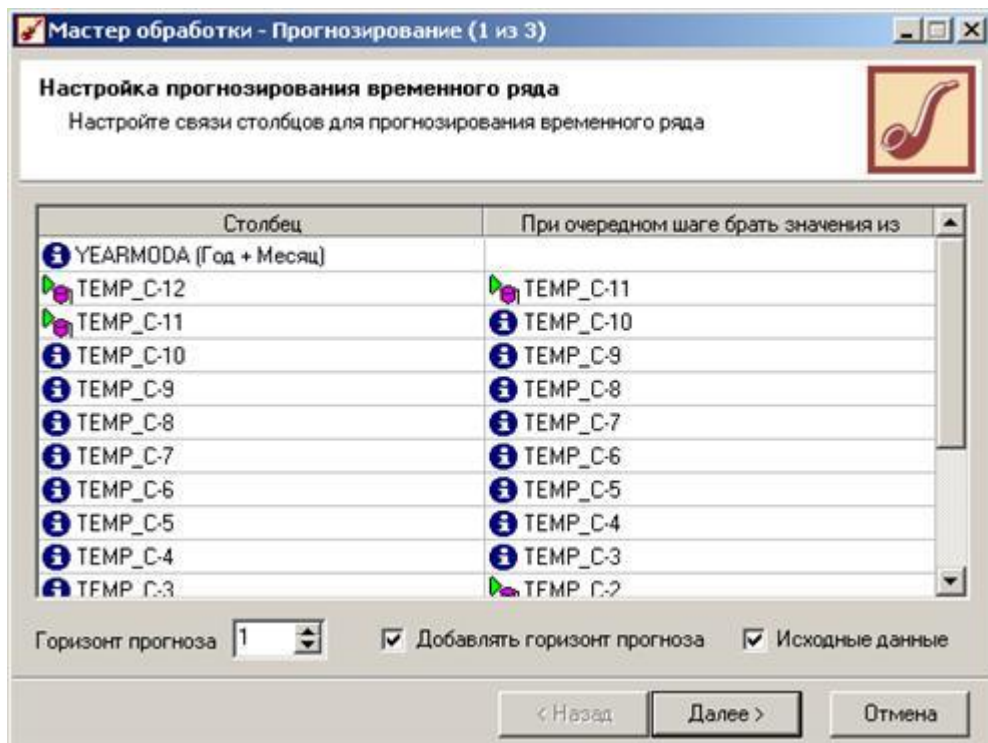 Мастер обработки - Прогнозирование (1 из 3)
Настройка прогнозирования временного ряда
Настройте связи столбцов для прогнозирования временного ряда
Столбец При очередном шаге брать значения из
YEARMODA (Год + Месяц)
TEMP_C-12 TEMP_C-11
TEMP_C-11 TEMP_C-10
TEMP_C-10 TEMP_C-9
TEMP_C-9 TEMP_C-8
TEMP_C-8 TEMP_C-7
TEMP_C-7 TEMP_C-6
TEMP_C-6 TEMP_C-5
TEMP_C-5 TEMP_C-4
TEMP_C-4 TEMP_C-3
TEMP_C-3 TEMP_C-2
Горизонт прогноза 1 Добавлять горизонт прогноза Исходные данные
< Назад Далее > Отмена